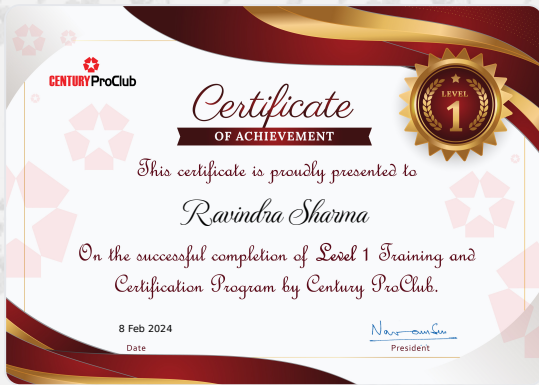 CENTURY ProClub
Certificate
OF ACHIEVEMENT
LEVEL
1
This certificate is proudly presented to
Ravindra Sharma
On the successful completion of Level 1 Training and
Certification Program by Century ProClub.
8 Feb 2024
Date
President